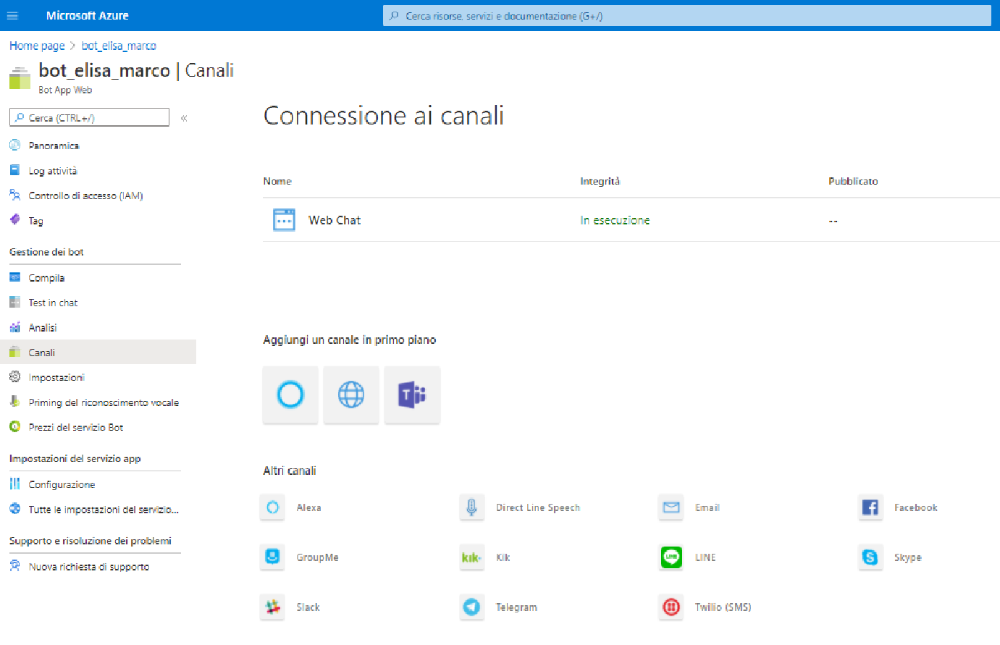 Microsoft Azure
Cerca risorse, servizi e documentazione (G+/)
Home page > bot_elisa_marco
bot_elisa_marco | Canali
Bot App Web
Cerca (CTRL+/)
«
Panoramica
Log attività
Controllo di accesso (IAM)
Tag
Gestione dei bot
Compila
Test in chat
Analisi
Canali
Impostazioni
Priming del riconoscimento vocale
Prezzi del servizio Bot
Impostazioni del servizio app
Configurazione
Tutte le impostazioni del servizio...
Supporto e risoluzione dei problemi
Nuova richiesta di supporto
Connessione ai canali
Nome Integrità Pubblicato
Web Chat In esecuzione --
Aggiungi un canale in primo piano
T
Altri canali
Alexa Direct Line Speech Email Facebook
GroupMe kik Kik LINE LINE Skype
Slack Telegram Twilio (SMS)